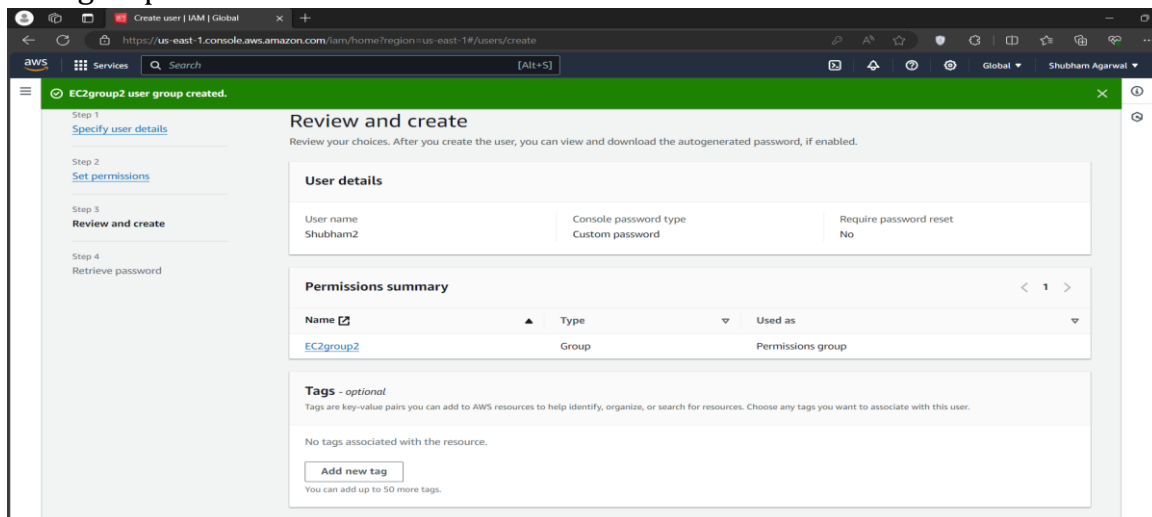 Create user | IAM | Global
https://us-east-1.console.aws.amazon.com/iam/home?region=us-east-1#/users/create
aws Services Search [Alt+S] Global Shubham Agarwal
EC2group2 user group created.
Step 1
Specify user details
Step 2
Set permissions
Step 3
Review and create
Step 4
Retrieve password
Review and create
Review your choices. After you create the user, you can view and download the autogenerated password, if enabled.
User details
User name Console password type Require password reset
Shubham2 Custom password No
Permissions summary < 1 >
Name Type Used as
EC2group2 Group Permissions group
Tags - optional
Tags are key-value pairs you can add to AWS resources to help identify, organize, or search for resources. Choose any tags you want to associate with this user.
No tags associated with the resource.
Add new tag
You can add up to 50 more tags.